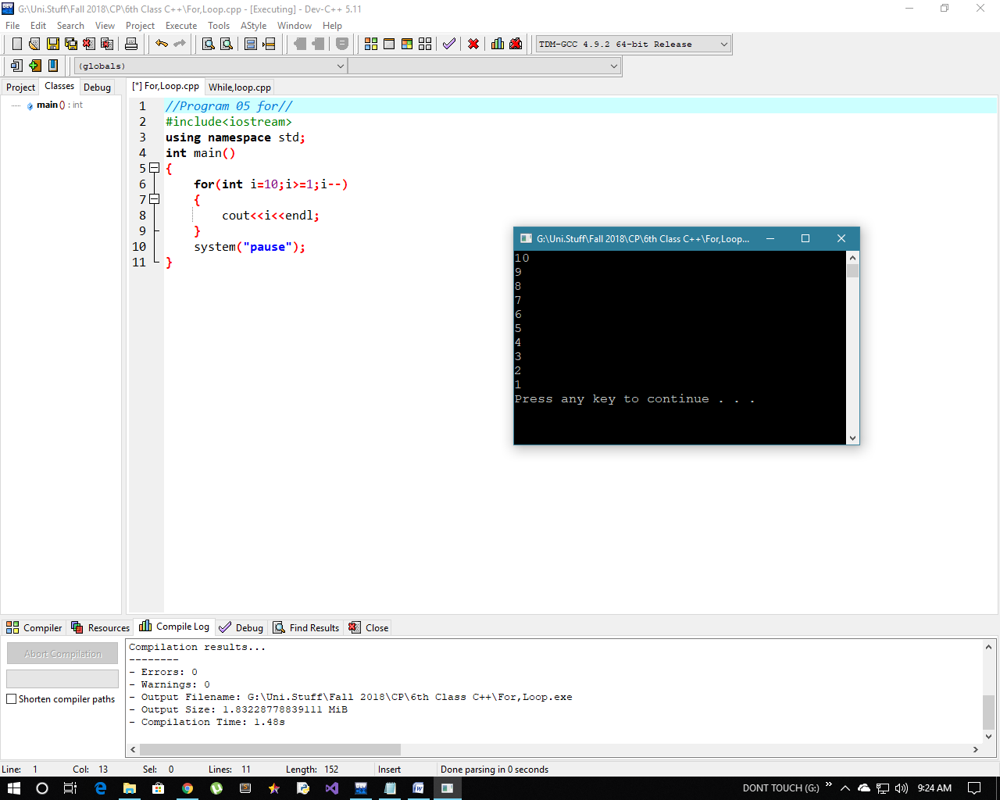 G:\Uni.Stuff\Fall 2018\CP\6th Class C++\For,Loop.cpp - [Executing] - Dev-C++ 5.11
File Edit Search View Project Execute Tools AStyle Window Help
TDM-GCC 4.9.2 64-bit Release
(globals)
Project Classes Debug
[*] For,Loop.cpp While,loop.cpp
main () : int
1 //Program 05 for//
2 #include<iostream>
3 using namespace std;
4 int main()
5 {
6 for(int i=10;i>=1;i--)
7 {
8 cout<<i<<endl;
9 }
10 system("pause");
11 }
G:\Uni.Stuff\Fall 2018\CP\6th Class C++\For,Loop...
10
9
8
7
6
5
4
3
2
1
Press any key to continue . . .
Compiler Resources Compile Log Debug Find Results Close
Abort Compilation
Shorten compiler paths
Compilation results...
--------
- Errors: 0
- Warnings: 0
- Output Filename: G:\Uni.Stuff\Fall 2018\CP\6th Class C++\For,Loop.exe
- Output Size: 1.83228778839111 MiB
- Compilation Time: 1.48s
Line: 1 Col: 13 Sel: 0 Lines: 11 Length: 152 Insert Done parsing in 0 seconds
DONT TOUCH (G:) 9:24 AM